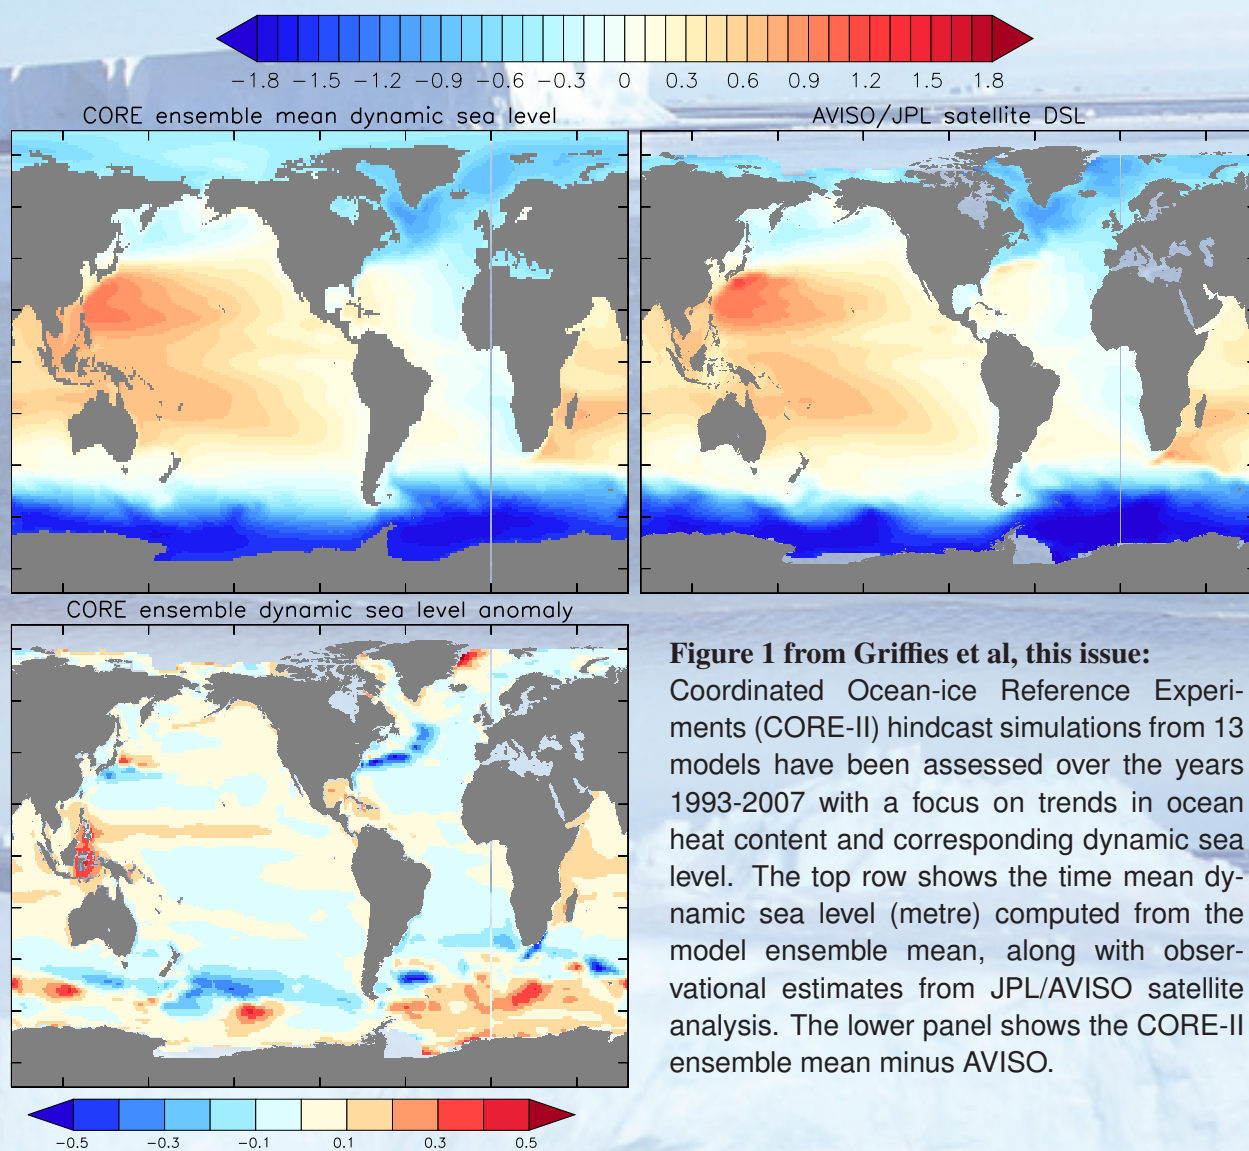 −1.8 −1.5 −1.2 −0.9 −0.6 −0.3 0 0.3 0.6 0.9 1.2 1.5 1.8
CORE ensemble mean dynamic sea level
AVISO/JPL satellite DSL
CORE ensemble dynamic sea level anomaly
−0.5 −0.3 −0.1 0.1 0.3 0.5
Figure 1 from Griffies et al, this issue:
Coordinated Ocean-ice Reference Experi-
ments (CORE-II) hindcast simulations from 13
models have been assessed over the years
1993-2007 with a focus on trends in ocean
heat content and corresponding dynamic sea
level. The top row shows the time mean dy-
namic sea level (metre) computed from the
model ensemble mean, along with obser-
vational estimates from JPL/AVISO satellite
analysis. The lower panel shows the CORE-II
ensemble mean minus AVISO.